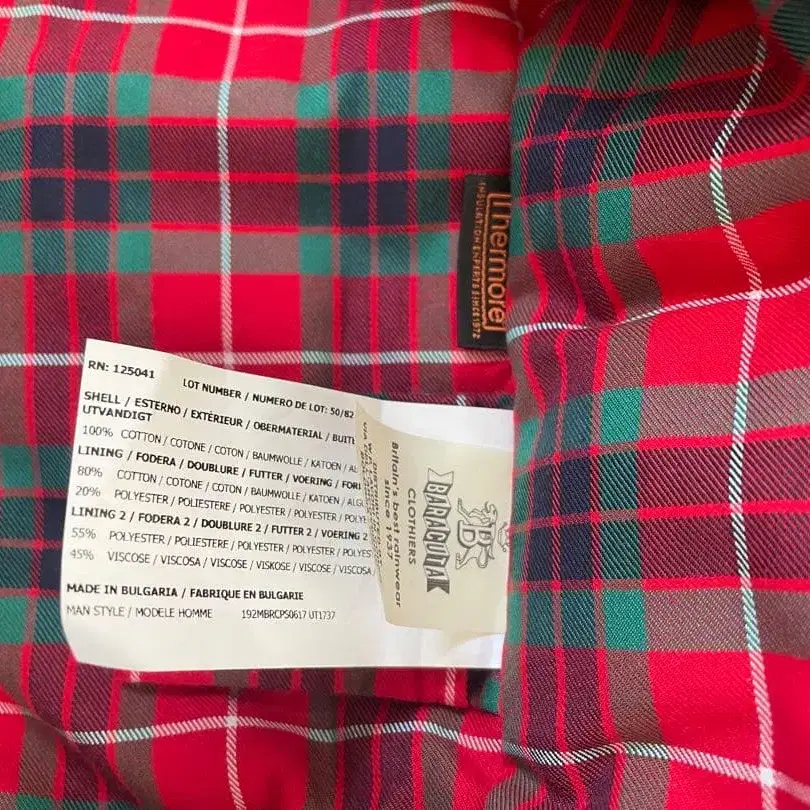 Thermore
INSULATION EXPERTS SINCE 1972
RN: 125041
LOT NUMBER / NUMERO DE LOT: 50/82
SHELL / ESTERNO / EXTÉRIEUR / OBERMATERIAL /
UTVANDIGT
100% COTTON / COTONE / COTON / BAUMWOLLE / KATOEN /
LINING / FODERA / DOUBLURE / FUTTER / VOERING /
80% COTTON / COTONE / COTON / BAUMWOLLE / KATOEN /
20% POLYESTER / POLIESTERE / POLYESTER / POLYESTER /
LINING 2 / FODERA 2 / DOUBLURE 2 / FUTTER 2 / VOERING 2
55% POLYESTER / POLIESTERE / POLYESTER / POLYESTER /
45% VISCOSE / VISCOSA / VISCOSE / VISKOSE / VISCOSE / VISCOSA
MADE IN BULGARIA / FABRIQUE EN BULGARIE
MAN STYLE / MODELE HOMME 192MBRCPS0617 UT1737
B
BARACUTA
CLOTHIERS
Britain's best rainwear
since 1937